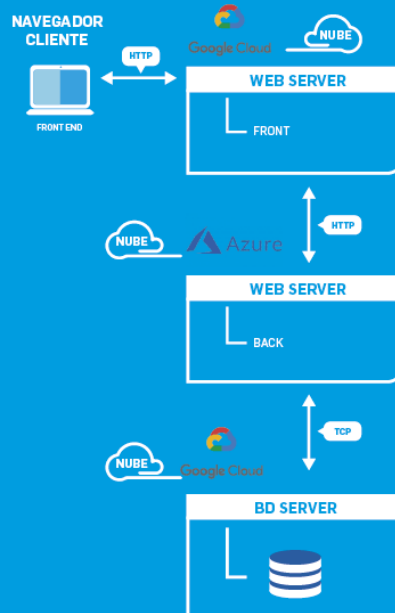 NAVEGADOR
CLIENTE
HTTP
FRONT END
Google Cloud
NUBE
WEB SERVER
FRONT
HTTP
NUBE
Azure
WEB SERVER
BACK
TCP
NUBE
Google Cloud
BD SERVER